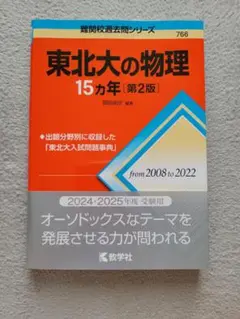 難関校過去問シリーズ
766
東北大の物理
15カ年[第2版]
●出題分野別に収録した
「東北大入試問題事典」
from 2008 to 2022
2024・2025年度 受験用
オーソドックスなテーマを
発展させる力が問われる
教学社